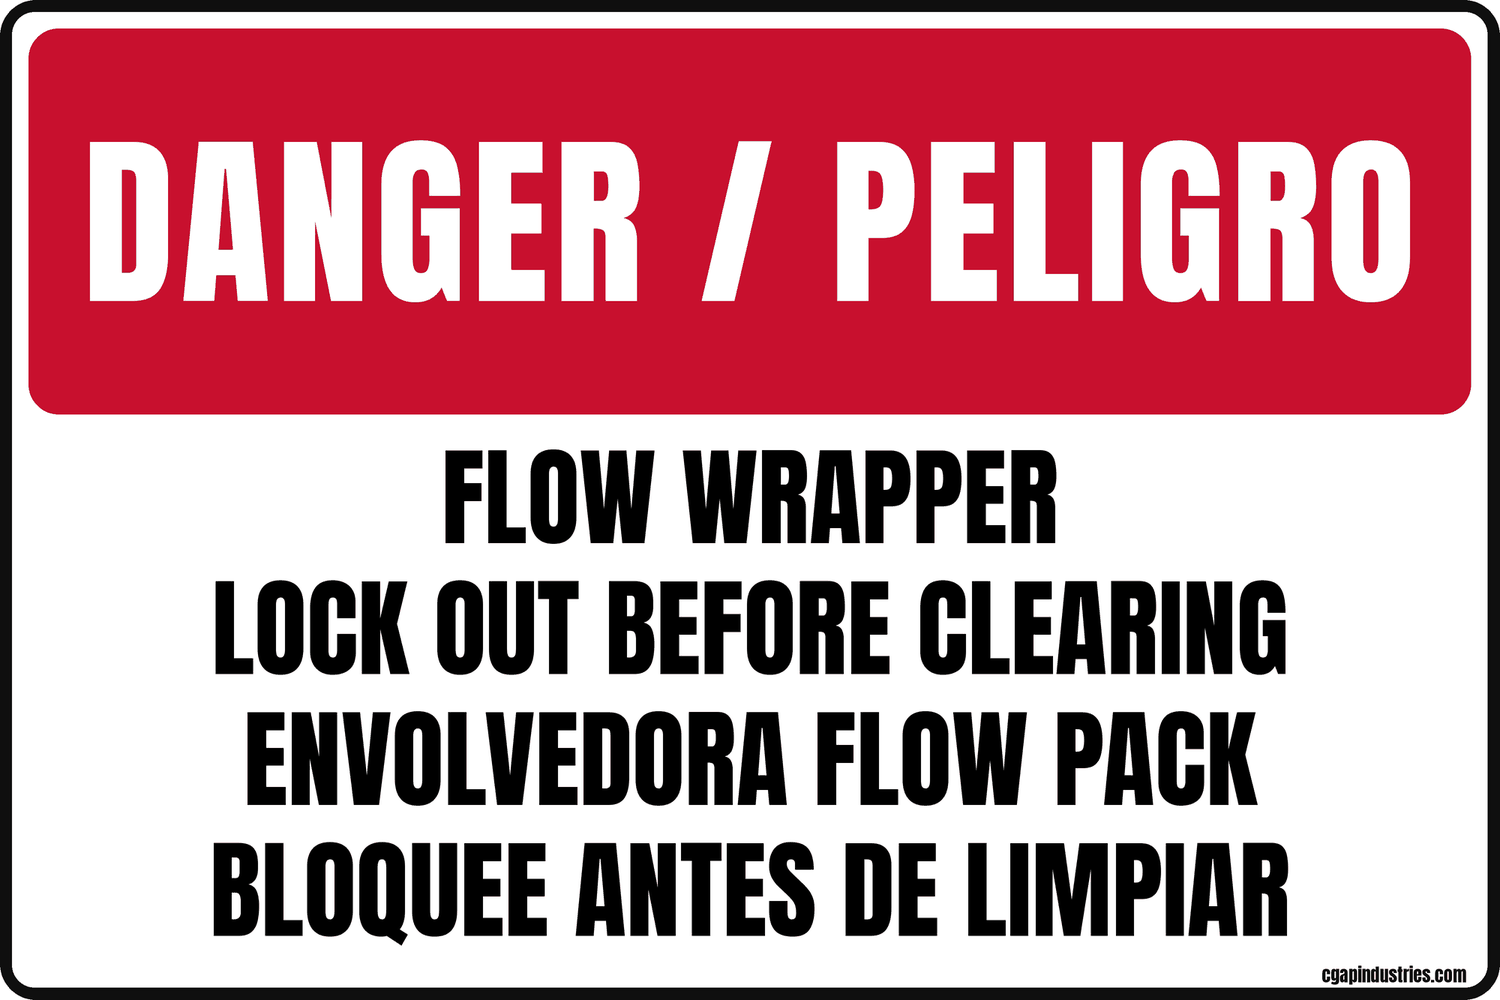 DANGER / PELIGRO
FLOW WRAPPER
LOCK OUT BEFORE CLEARING
ENVOLVEDORA FLOW PACK
BLOQUEE ANTES DE LIMPIAR
cgapindustries.com